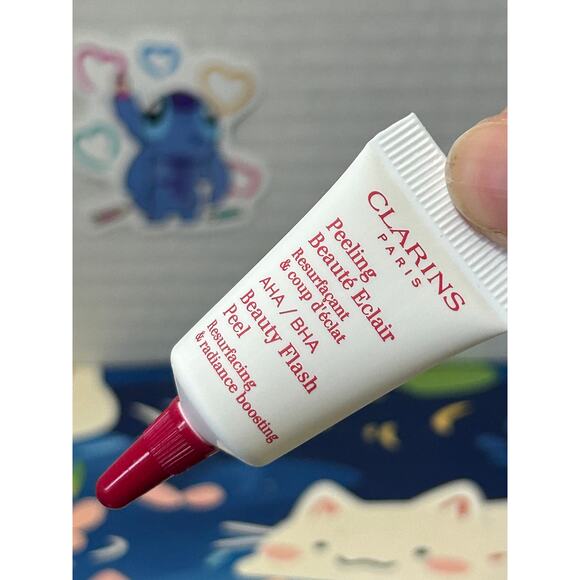 CLARINS
PARIS
Peeling
Beauté Eclair
Resurfaçant
& coup d'éclat
AHA / BHA
Beauty Flash
Peel
Resurfacing
& radiance boosting